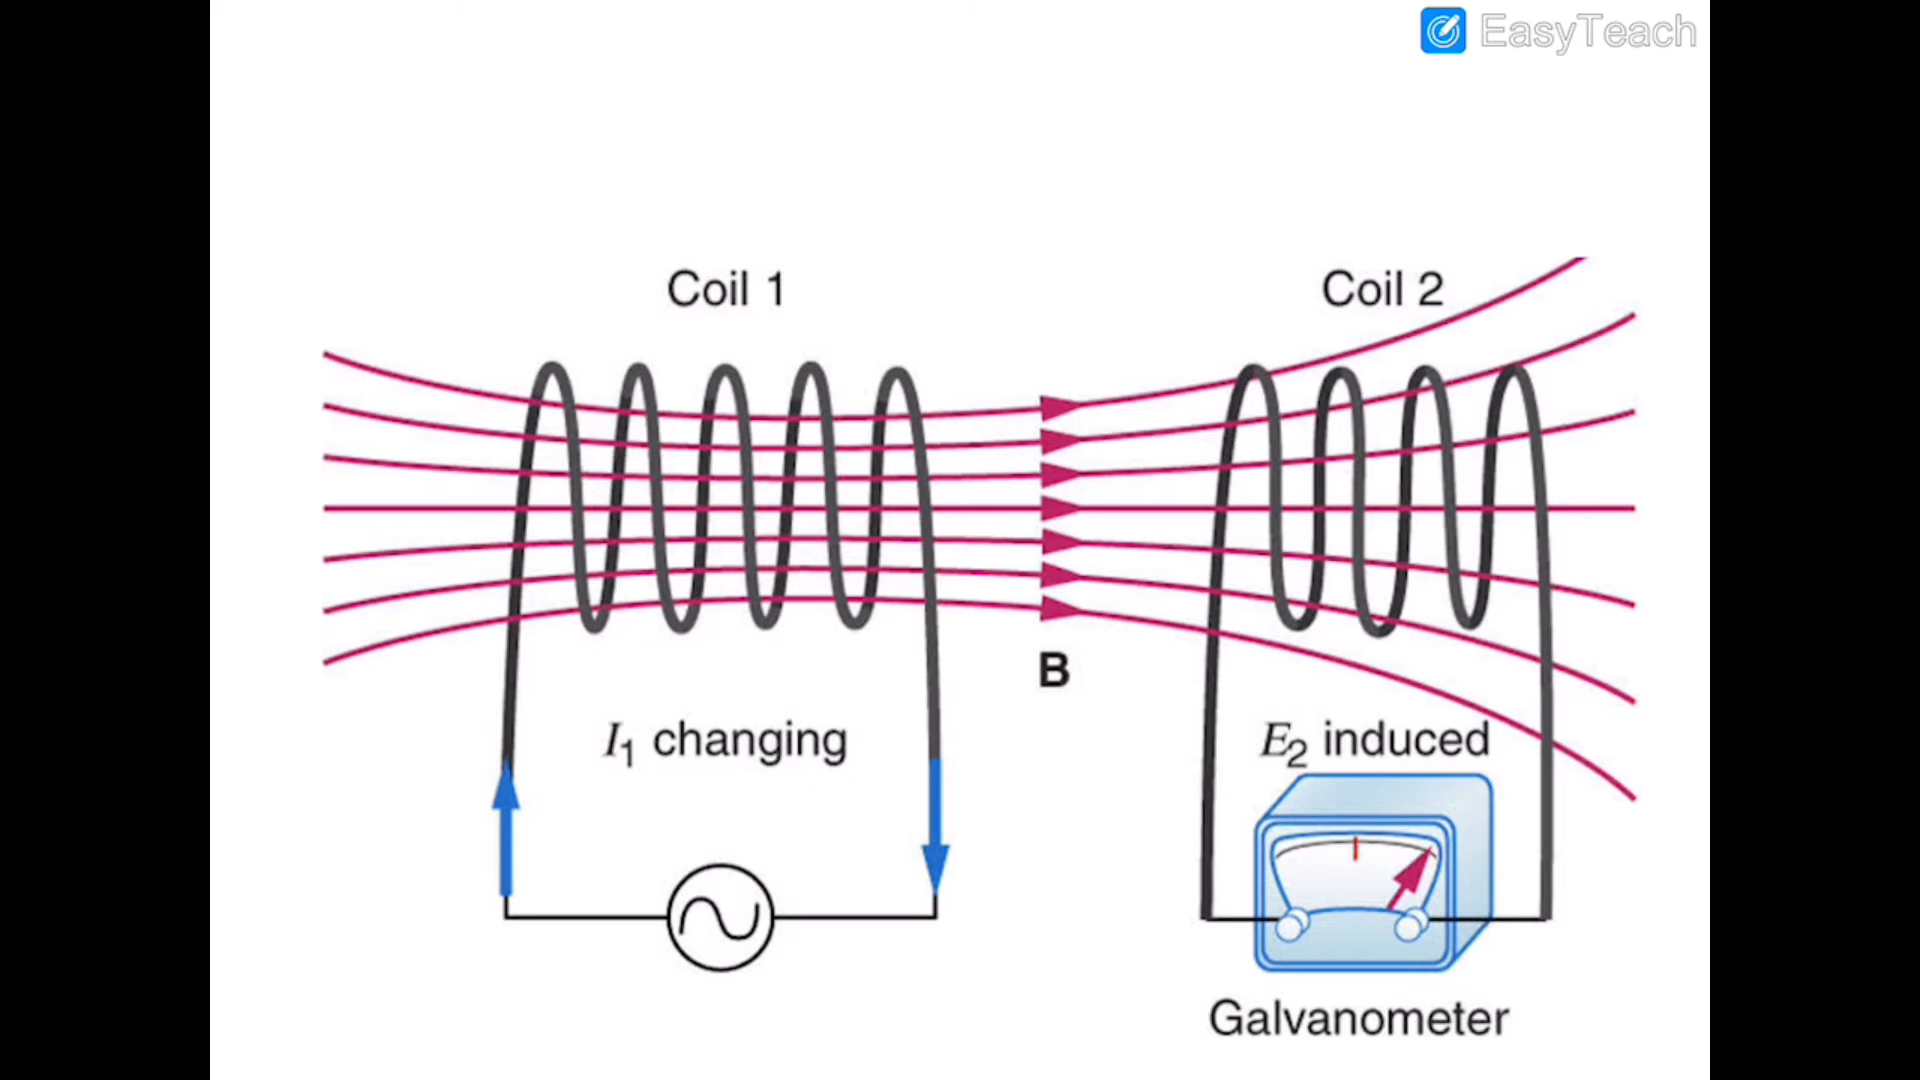 EasyTeach
Coil 1
Coil 2
B
I₁ changing
E₂ induced
Galvanometer